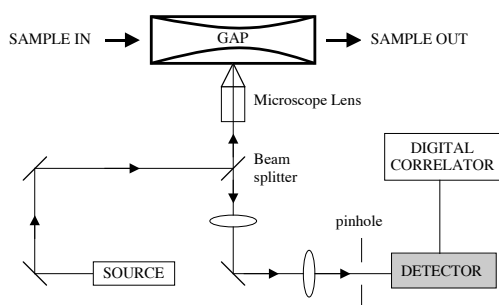 SAMPLE IN
GAP
SAMPLE OUT
Microscope Lens
Beam
splitter
DIGITAL
CORRELATOR
pinhole
SOURCE
DETECTOR